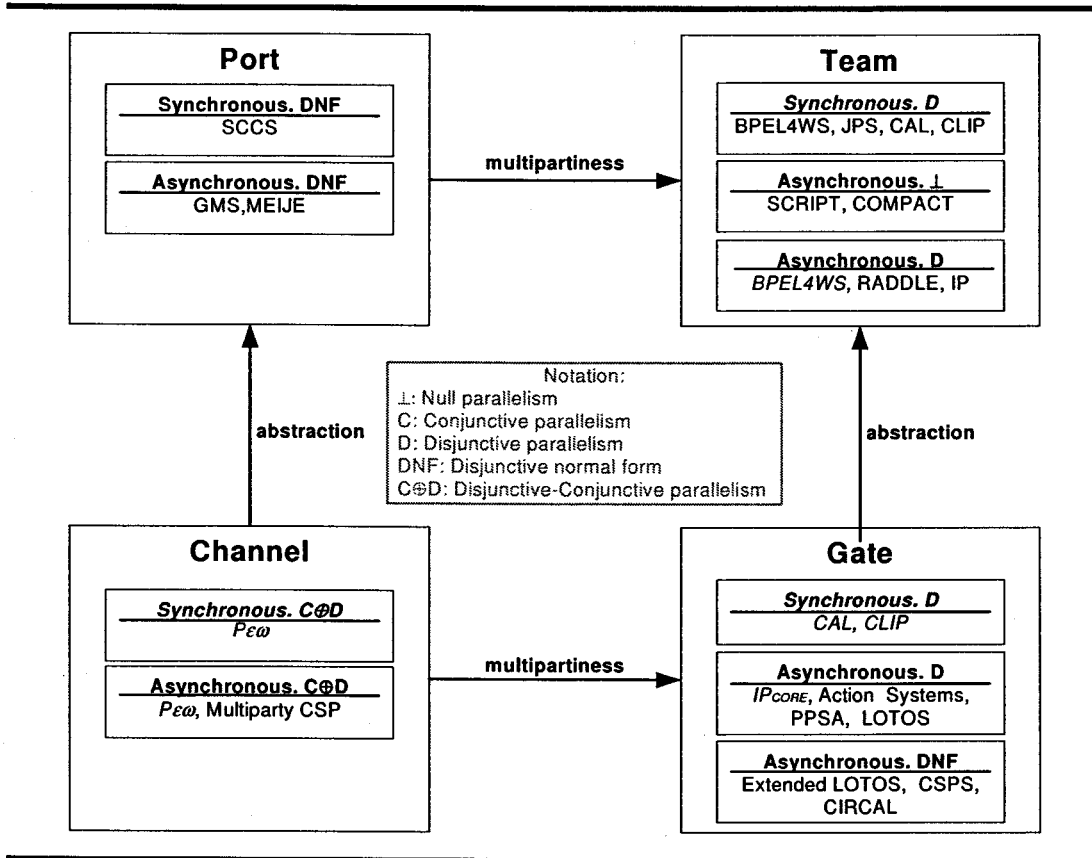 Port
Synchronous. DNF
SCCS
Asynchronous. DNF
GMS,MEIJE
multipartiness
Team
Synchronous. D
BPEL4WS, JPS, CAL, CLIP
Asynchronous. ⊥
SCRIPT, COMPACT
Asynchronous. D
BPEL4WS, RADDLE, IP
abstraction
Notation:
⊥: Null parallelism
C: Conjunctive parallelism
D: Disjunctive parallelism
DNF: Disjunctive normal form
C⊕D: Disjunctive-Conjunctive parallelism
abstraction
Channel
Synchronous. C⊕D
Pεω
Asynchronous. C⊕D
Pεω, Multiparty CSP
multipartiness
Gate
Synchronous. D
CAL, CLIP
Asynchronous. D
IPCORE, Action Systems,
PPSA, LOTOS
Asynchronous. DNF
Extended LOTOS, CSPS,
CIRCAL